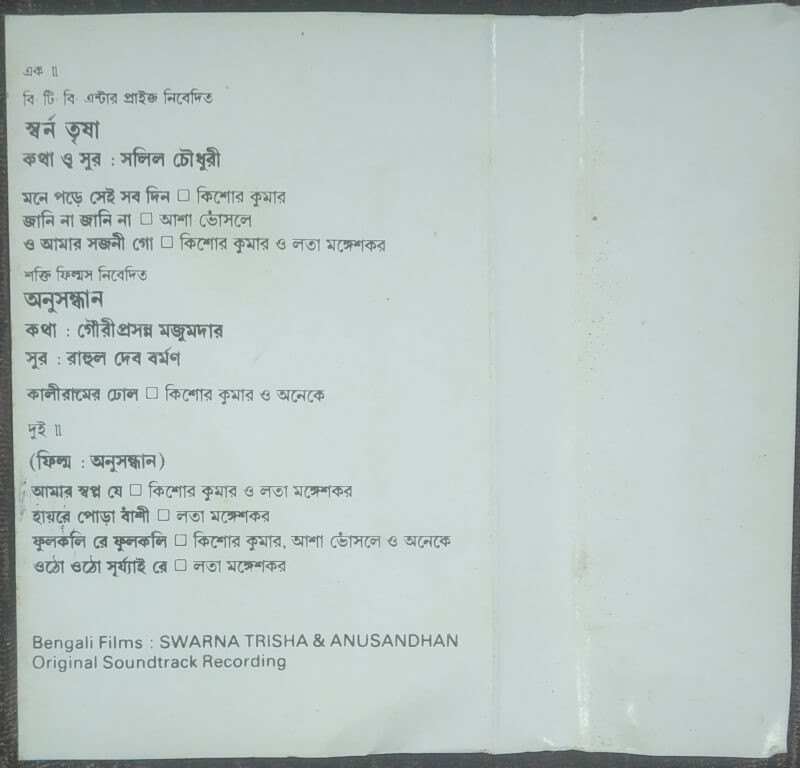 এক ॥
বি. টি. বি. এন্টার প্রাইজ নিবেদিত
স্বর্ন তৃষা
কথা ও সুর : সলিল চৌধুরী
মনে পড়ে সেই সব দিন □ কিশোর কুমার
জানি না জানি না □ আশা ভোঁসলে
ও আমার সজনী গো □ কিশোর কুমার ও লতা মঙ্গেশকর
শক্তি ফিল্মস নিবেদিত
অনুসন্ধান
কথা : গৌরীপ্রসন্ন মজুমদার
সুর : রাহুল দেব বর্মণ
কালীরামের ঢোল □ কিশোর কুমার ও অনেকে
দুই ॥
(ফিল্ম : অনুসন্ধান)
আমার স্বপ্ন যে □ কিশোর কুমার ও লতা মঙ্গেশকর
হায়রে পোড়া বাঁশী □ লতা মঙ্গেশকর
ফুলকলি রে ফুলকলি □ কিশোর কুমার, আশা ভোঁসলে ও অনেকে
ওঠো ওঠো সূর্য্যাই রে □ লতা মঙ্গেশকর
Bengali Films : SWARNA TRISHA & ANUSANDHAN
Original Soundtrack Recording